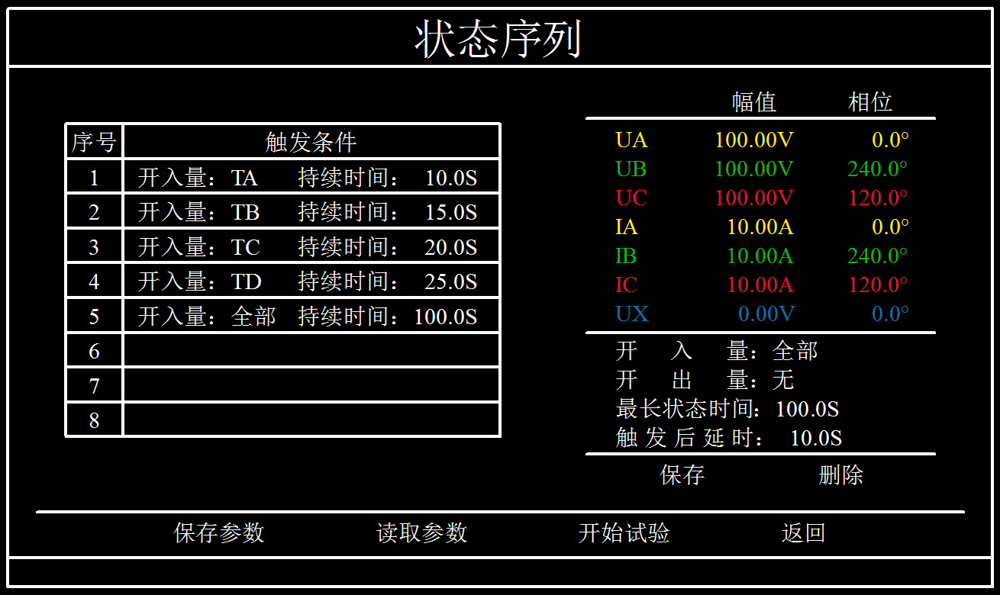 状态序列
序号 触发条件
1 开入量：TA 持续时间： 10.0S
2 开入量：TB 持续时间： 15.0S
3 开入量：TC 持续时间： 20.0S
4 开入量：TD 持续时间： 25.0S
5 开入量：全部 持续时间：100.0S
6
7
8
幅值 相位
UA 100.00V 0.0°
UB 100.00V 240.0°
UC 100.00V 120.0°
IA 10.00A 0.0°
IB 10.00A 240.0°
IC 10.00A 120.0°
UX 0.00V 0.0°
开 入 量：全部
开 出 量：无
最长状态时间：100.0S
触发后延时： 10.0S
保存 删除
保存参数 读取参数 开始试验 返回